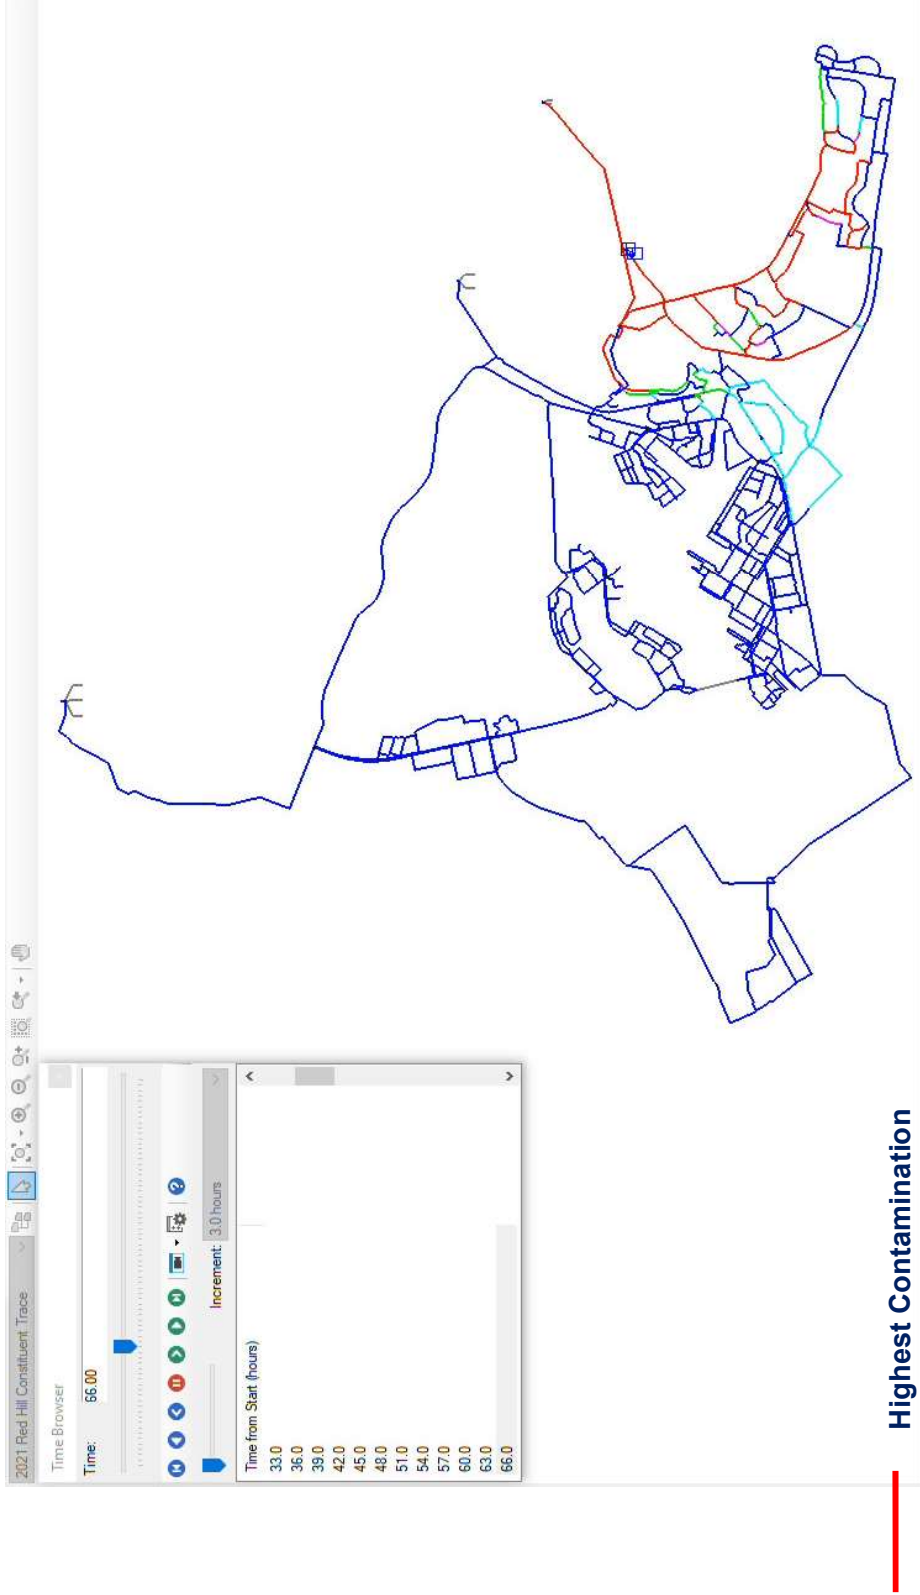 2021 Red Hill Constituent Trace
Time Browser
Time:
66.00
Increment:
3.0 hours
Time from Start (hours)
33.0
36.0
39.0
42.0
45.0
48.0
51.0
54.0
57.0
60.0
63.0
66.0
Highest Contamination